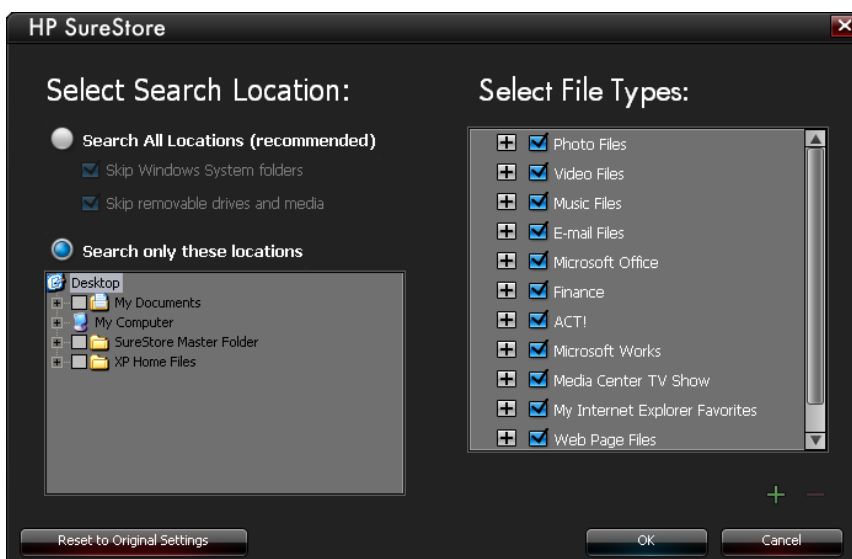 HP SureStore
Select Search Location:
Search All Locations (recommended)
Skip Windows System folders
Skip removable drives and media
Search only these locations
Desktop
My Documents
My Computer
SureStore Master Folder
XP Home Files
Select File Types:
Photo Files
Video Files
Music Files
E-mail Files
Microsoft Office
Finance
ACT!
Microsoft Works
Media Center TV Show
My Internet Explorer Favorites
Web Page Files
Reset to Original Settings
OK
Cancel